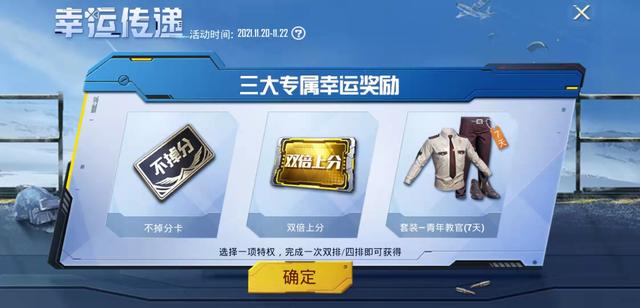 幸运传递 活动时间：2021.11.20-11.22 ?
三大专属幸运奖励
不掉分 双倍上分 7天
不掉分卡 双倍上分 套装—青年教官(7天)
选择一项特权，完成一次双排/四排即可获得
确定